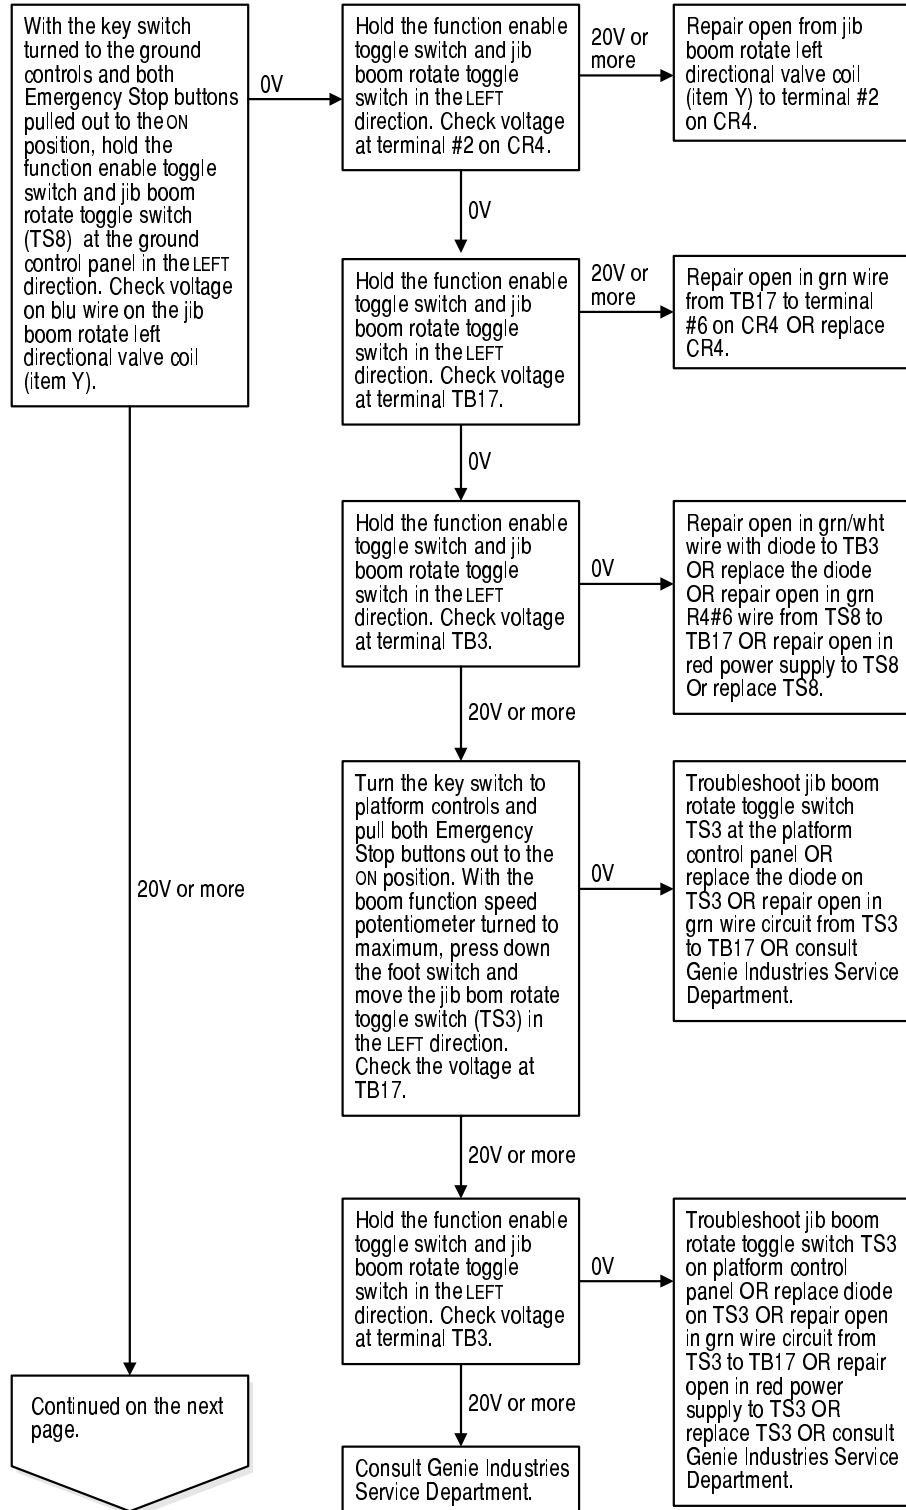 With the key switch
turned to the ground
controls and both
Emergency Stop buttons
pulled out to the ON
position, hold the
function enable toggle
switch and jib boom
rotate toggle switch
(TS8) at the ground
control panel in the LEFT
direction. Check voltage
on blu wire on the jib
boom rotate left
directional valve coil
(item Y).
0V
Hold the function enable
toggle switch and jib
boom rotate toggle
switch in the LEFT
direction. Check voltage
at terminal #2 on CR4.
20V or
more
Repair open from jib
boom rotate left
directional valve coil
(item Y) to terminal #2
on CR4.
0V
Hold the function enable
toggle switch and jib
boom rotate toggle
switch in the LEFT
direction. Check voltage
at terminal TB17.
20V or
more
Repair open in grn wire
from TB17 to terminal
#6 on CR4 OR replace
CR4.
0V
Hold the function enable
toggle switch and jib
boom rotate toggle
switch in the LEFT
direction. Check voltage
at terminal TB3.
0V
Repair open in grn/wht
wire with diode to TB3
OR replace the diode
OR repair open in grn
R4#6 wire from TS8 to
TB17 OR repair open in
red power supply to TS8
Or replace TS8.
20V or more
Turn the key switch to
platform controls and
pull both Emergency
Stop buttons out to the
ON position. With the
boom function speed
potentiometer turned to
maximum, press down
the foot switch and
move the jib bom rotate
toggle switch (TS3) in
the LEFT direction.
Check the voltage at
TB17.
0V
Troubleshoot jib boom
rotate toggle switch
TS3 at the platform
control panel OR
replace the diode on
TS3 OR repair open in
grn wire circuit from TS3
to TB17 OR consult
Genie Industries Service
Department.
20V or more
20V or more
Hold the function enable
toggle switch and jib
boom rotate toggle
switch in the LEFT
direction. Check voltage
at terminal TB3.
0V
Troubleshoot jib boom
rotate toggle switch TS3
on platform control
panel OR replace diode
on TS3 OR repair open
in grn wire circuit from
TS3 to TB17 OR repair
open in red power
supply to TS3 OR
replace TS3 OR consult
Genie Industries Service
Department.
20V or more
Continued on the next
page.
Consult Genie Industries
Service Department.